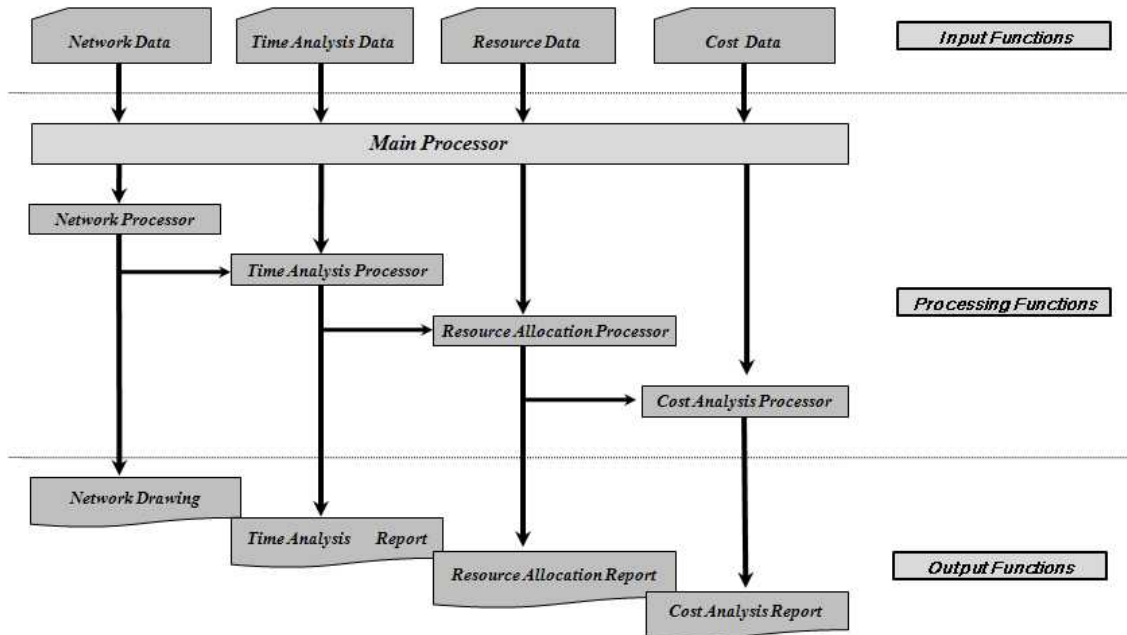 Network Data
Time Analysis Data
Resource Data
Cost Data
Input Functions
Main Processor
Network Processor
Time Analysis Processor
Processing Functions
Resource Allocation Processor
Cost Analysis Processor
Network Drawing
Time Analysis Report
Resource Allocation Report
Output Functions
Cost Analysis Report